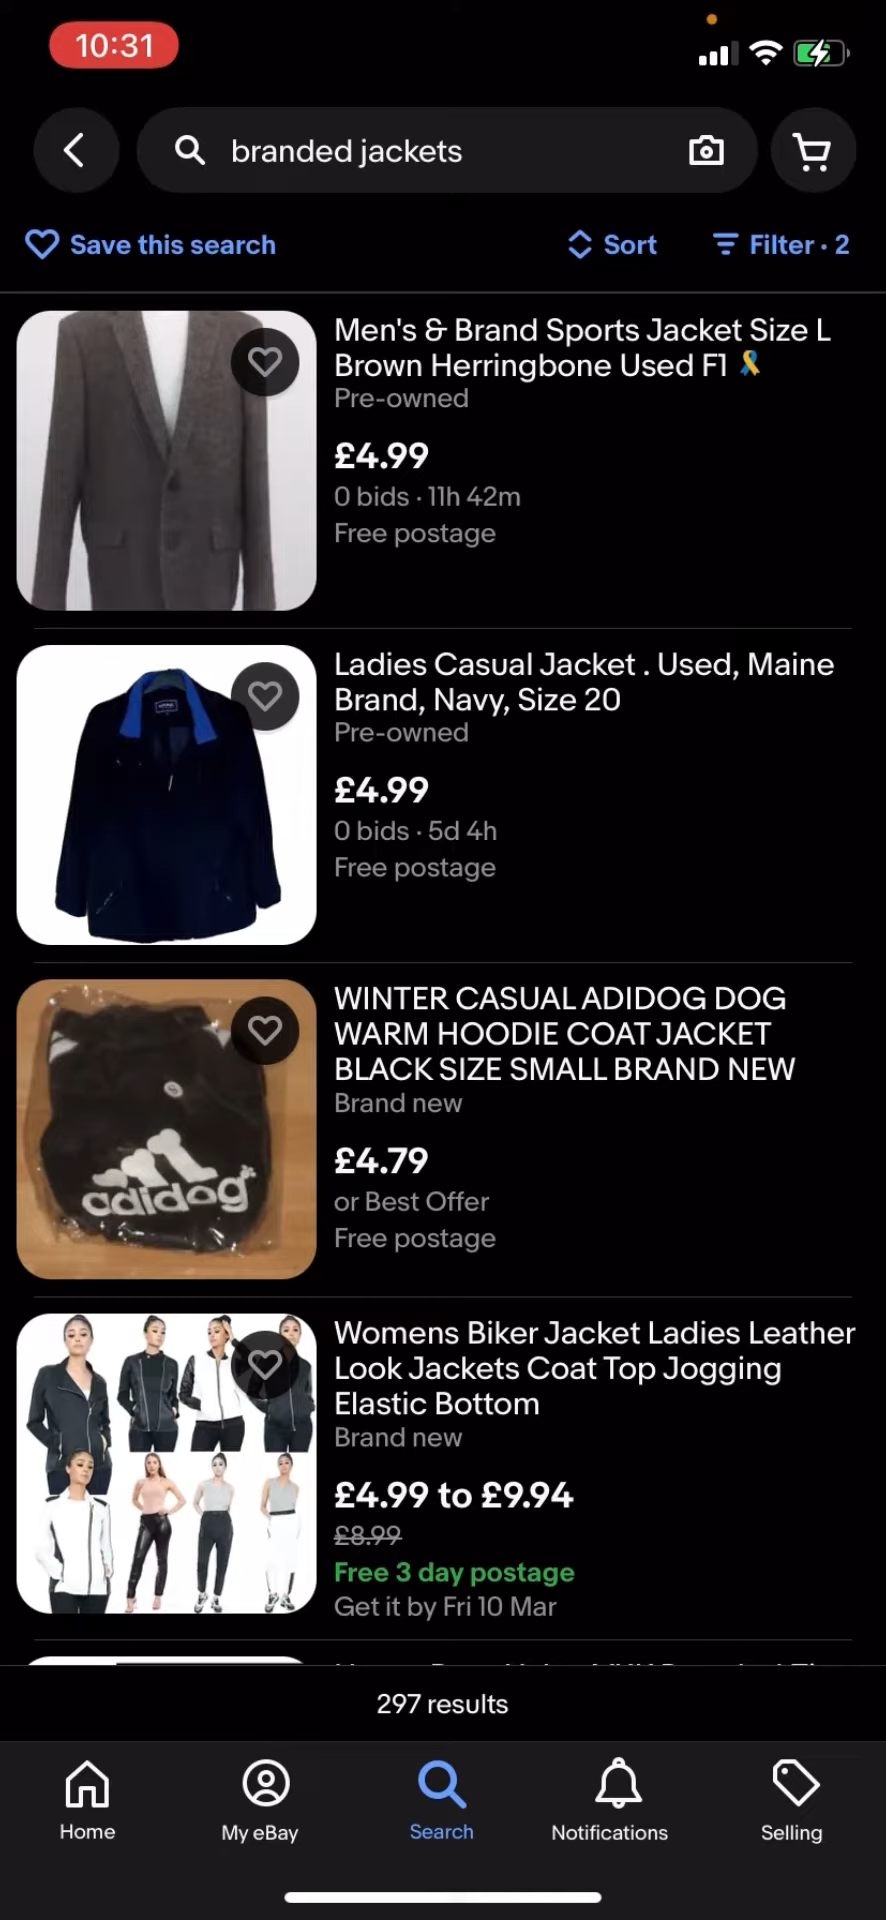 10:31
branded jackets
Save this search
Sort
Filter · 2
Men's & Brand Sports Jacket Size L
Brown Herringbone Used F1
Pre-owned
£4.99
0 bids · 11h 42m
Free postage
Ladies Casual Jacket . Used, Maine
Brand, Navy, Size 20
Pre-owned
£4.99
0 bids · 5d 4h
Free postage
adidog
WINTER CASUAL ADIDOG DOG
WARM HOODIE COAT JACKET
BLACK SIZE SMALL BRAND NEW
Brand new
£4.79
or Best Offer
Free postage
Womens Biker Jacket Ladies Leather
Look Jackets Coat Top Jogging
Elastic Bottom
Brand new
£4.99 to £9.94
£8.99
Free 3 day postage
Get it by Fri 10 Mar
297 results
Home
My eBay
Search
Notifications
Selling